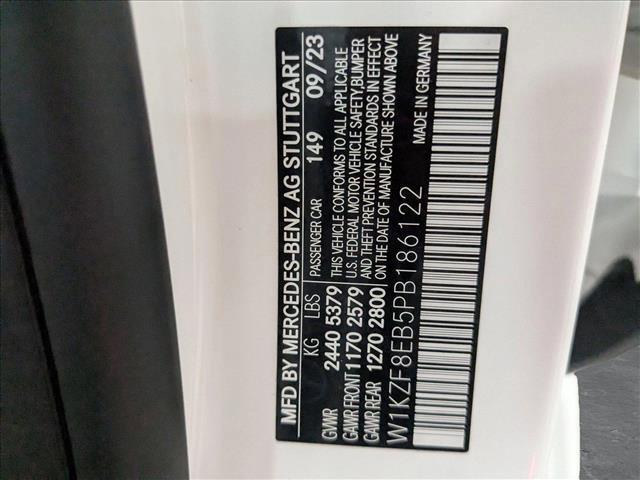 MFD BY MERCEDES-BENZ AG STUTTGART
KG LBS PASSENGER CAR 149 09/23
GVWR 2440 5379 THIS VEHICLE CONFORMS TO ALL APPLICABLE
GAWR FRONT 1170 2579 U.S. FEDERAL MOTOR VEHICLE SAFETY,BUMPER
AND THEFT PREVENTION STANDARDS IN EFFECT
GAWR REAR 1270 2800 ON THE DATE OF MANUFACTURE SHOWN ABOVE
W1KZF8EB5PB186122 MADE IN GERMANY